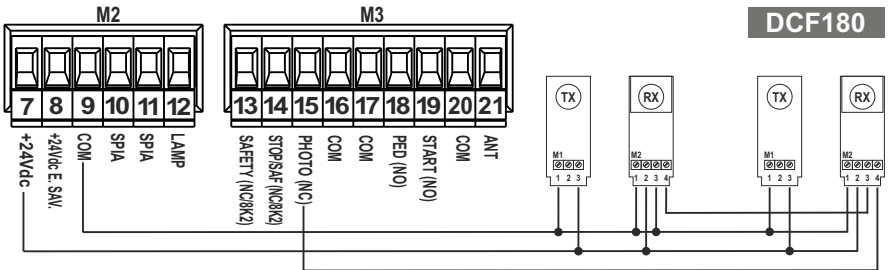 M2
M3
DCF180
7 8 9 10 11 12
13 14 15 16 17 18 19 20 21
+24Vdc
+24Vdc E. SAV.
COM
SPIA
SPIA
LAMP
SAFETY (NC/8K2)
STOP/SAF (NC/8K2)
PHOTO (NC)
COM
COM
PED (NO)
START (NO)
COM
ANT
TX
M1
1 2 3
RX
M2
1 2 3 4
TX
M1
1 2 3
RX
M2
1 2 3 4